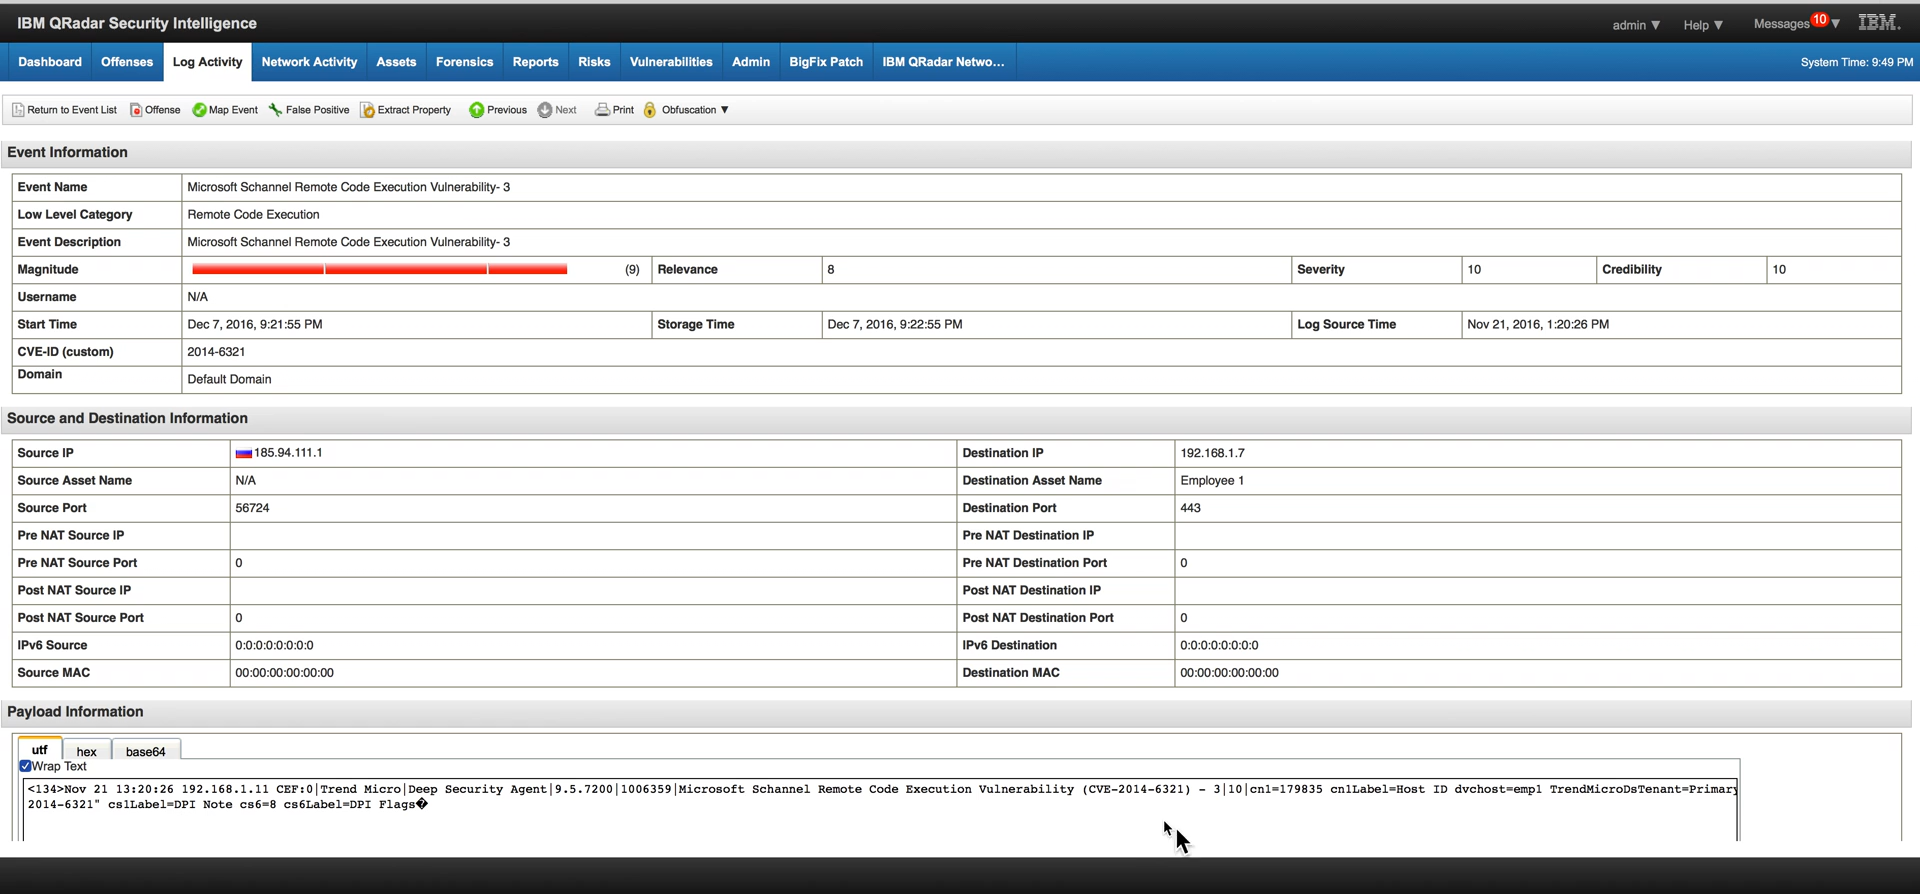 IBM QRadar Security Intelligence
admin ▼ Help ▼ Messages 10 ▼ IBM.
Dashboard Offenses Log Activity Network Activity Assets Forensics Reports Risks Vulnerabilities Admin BigFix Patch IBM QRadar Netwo... System Time: 9:49 PM
Return to Event List Offense Map Event False Positive Extract Property Previous Next Print Obfuscation ▼
Event Information
Event Name Microsoft Schannel Remote Code Execution Vulnerability- 3
Low Level Category Remote Code Execution
Event Description Microsoft Schannel Remote Code Execution Vulnerability- 3
Magnitude (9) Relevance 8 Severity 10 Credibility 10
Username N/A
Start Time Dec 7, 2016, 9:21:55 PM Storage Time Dec 7, 2016, 9:22:55 PM Log Source Time Nov 21, 2016, 1:20:26 PM
CVE-ID (custom) 2014-6321
Domain Default Domain
Source and Destination Information
Source IP 185.94.111.1 Destination IP 192.168.1.7
Source Asset Name N/A Destination Asset Name Employee 1
Source Port 56724 Destination Port 443
Pre NAT Source IP Pre NAT Destination IP
Pre NAT Source Port 0 Pre NAT Destination Port 0
Post NAT Source IP Post NAT Destination IP
Post NAT Source Port 0 Post NAT Destination Port 0
IPv6 Source 0:0:0:0:0:0:0:0 IPv6 Destination 0:0:0:0:0:0:0:0
Source MAC 00:00:00:00:00:00 Destination MAC 00:00:00:00:00:00
Payload Information
utf hex base64
Wrap Text
<134>Nov 21 13:20:26 192.168.1.11 CEF:0|Trend Micro|Deep Security Agent|9.5.7200|1006359|Microsoft Schannel Remote Code Execution Vulnerability (CVE-2014-6321) - 3|10|cn1=179835 cn1Label=Host ID dvchost=emp1 TrendMicroDsTenant=Primary
2014-6321" cs1Label=DPI Note cs6=8 cs6Label=DPI Flags�